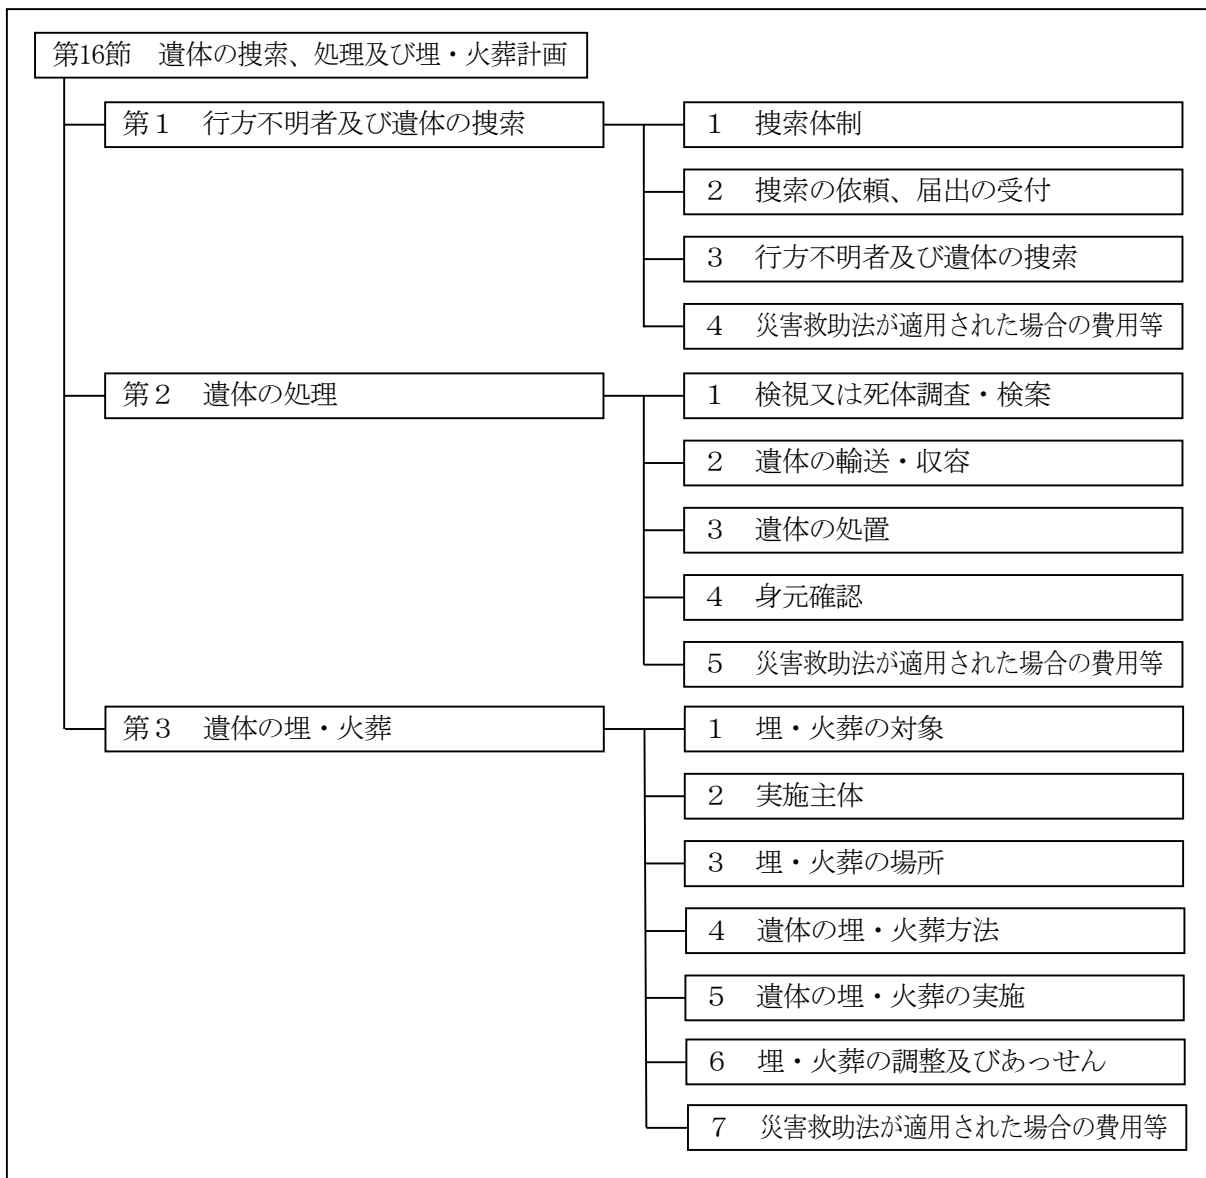 第16節　遺体の捜索、処理及び埋・火葬計画
第１　行方不明者及び遺体の捜索
１　捜索体制
２　捜索の依頼、届出の受付
３　行方不明者及び遺体の捜索
４　災害救助法が適用された場合の費用等
第２　遺体の処理
１　検視又は死体調査・検案
２　遺体の輸送・収容
３　遺体の処置
４　身元確認
５　災害救助法が適用された場合の費用等
第３　遺体の埋・火葬
１　埋・火葬の対象
２　実施主体
３　埋・火葬の場所
４　遺体の埋・火葬方法
５　遺体の埋・火葬の実施
６　埋・火葬の調整及びあっせん
７　災害救助法が適用された場合の費用等